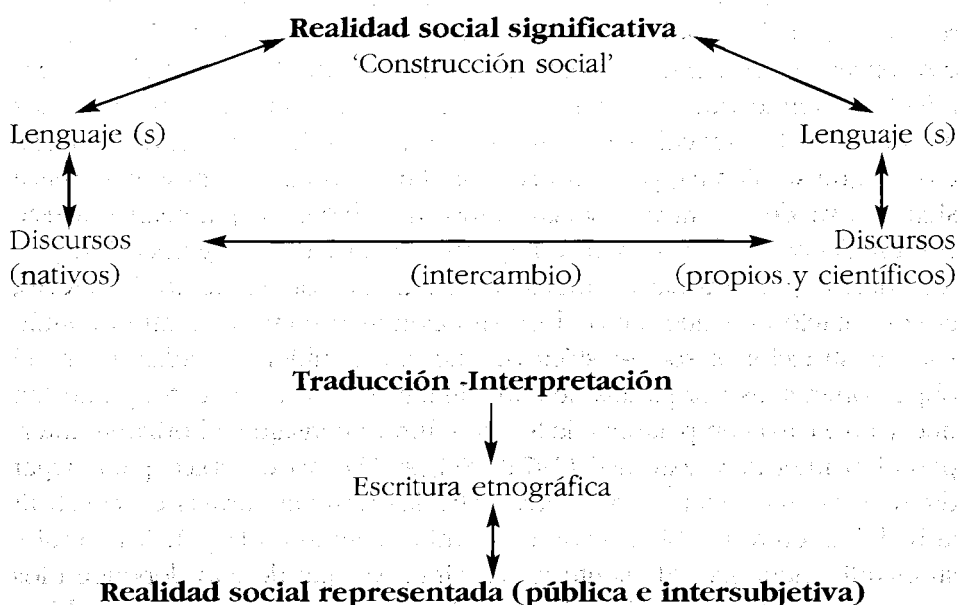 Realidad social significativa
‘Construcción social’
Lenguaje (s) Lenguaje (s)
Discursos Discursos
(nativos) (intercambio) (propios y científicos)
Traducción -Interpretación
Escritura etnográfica
Realidad social representada (pública e intersubjetiva)